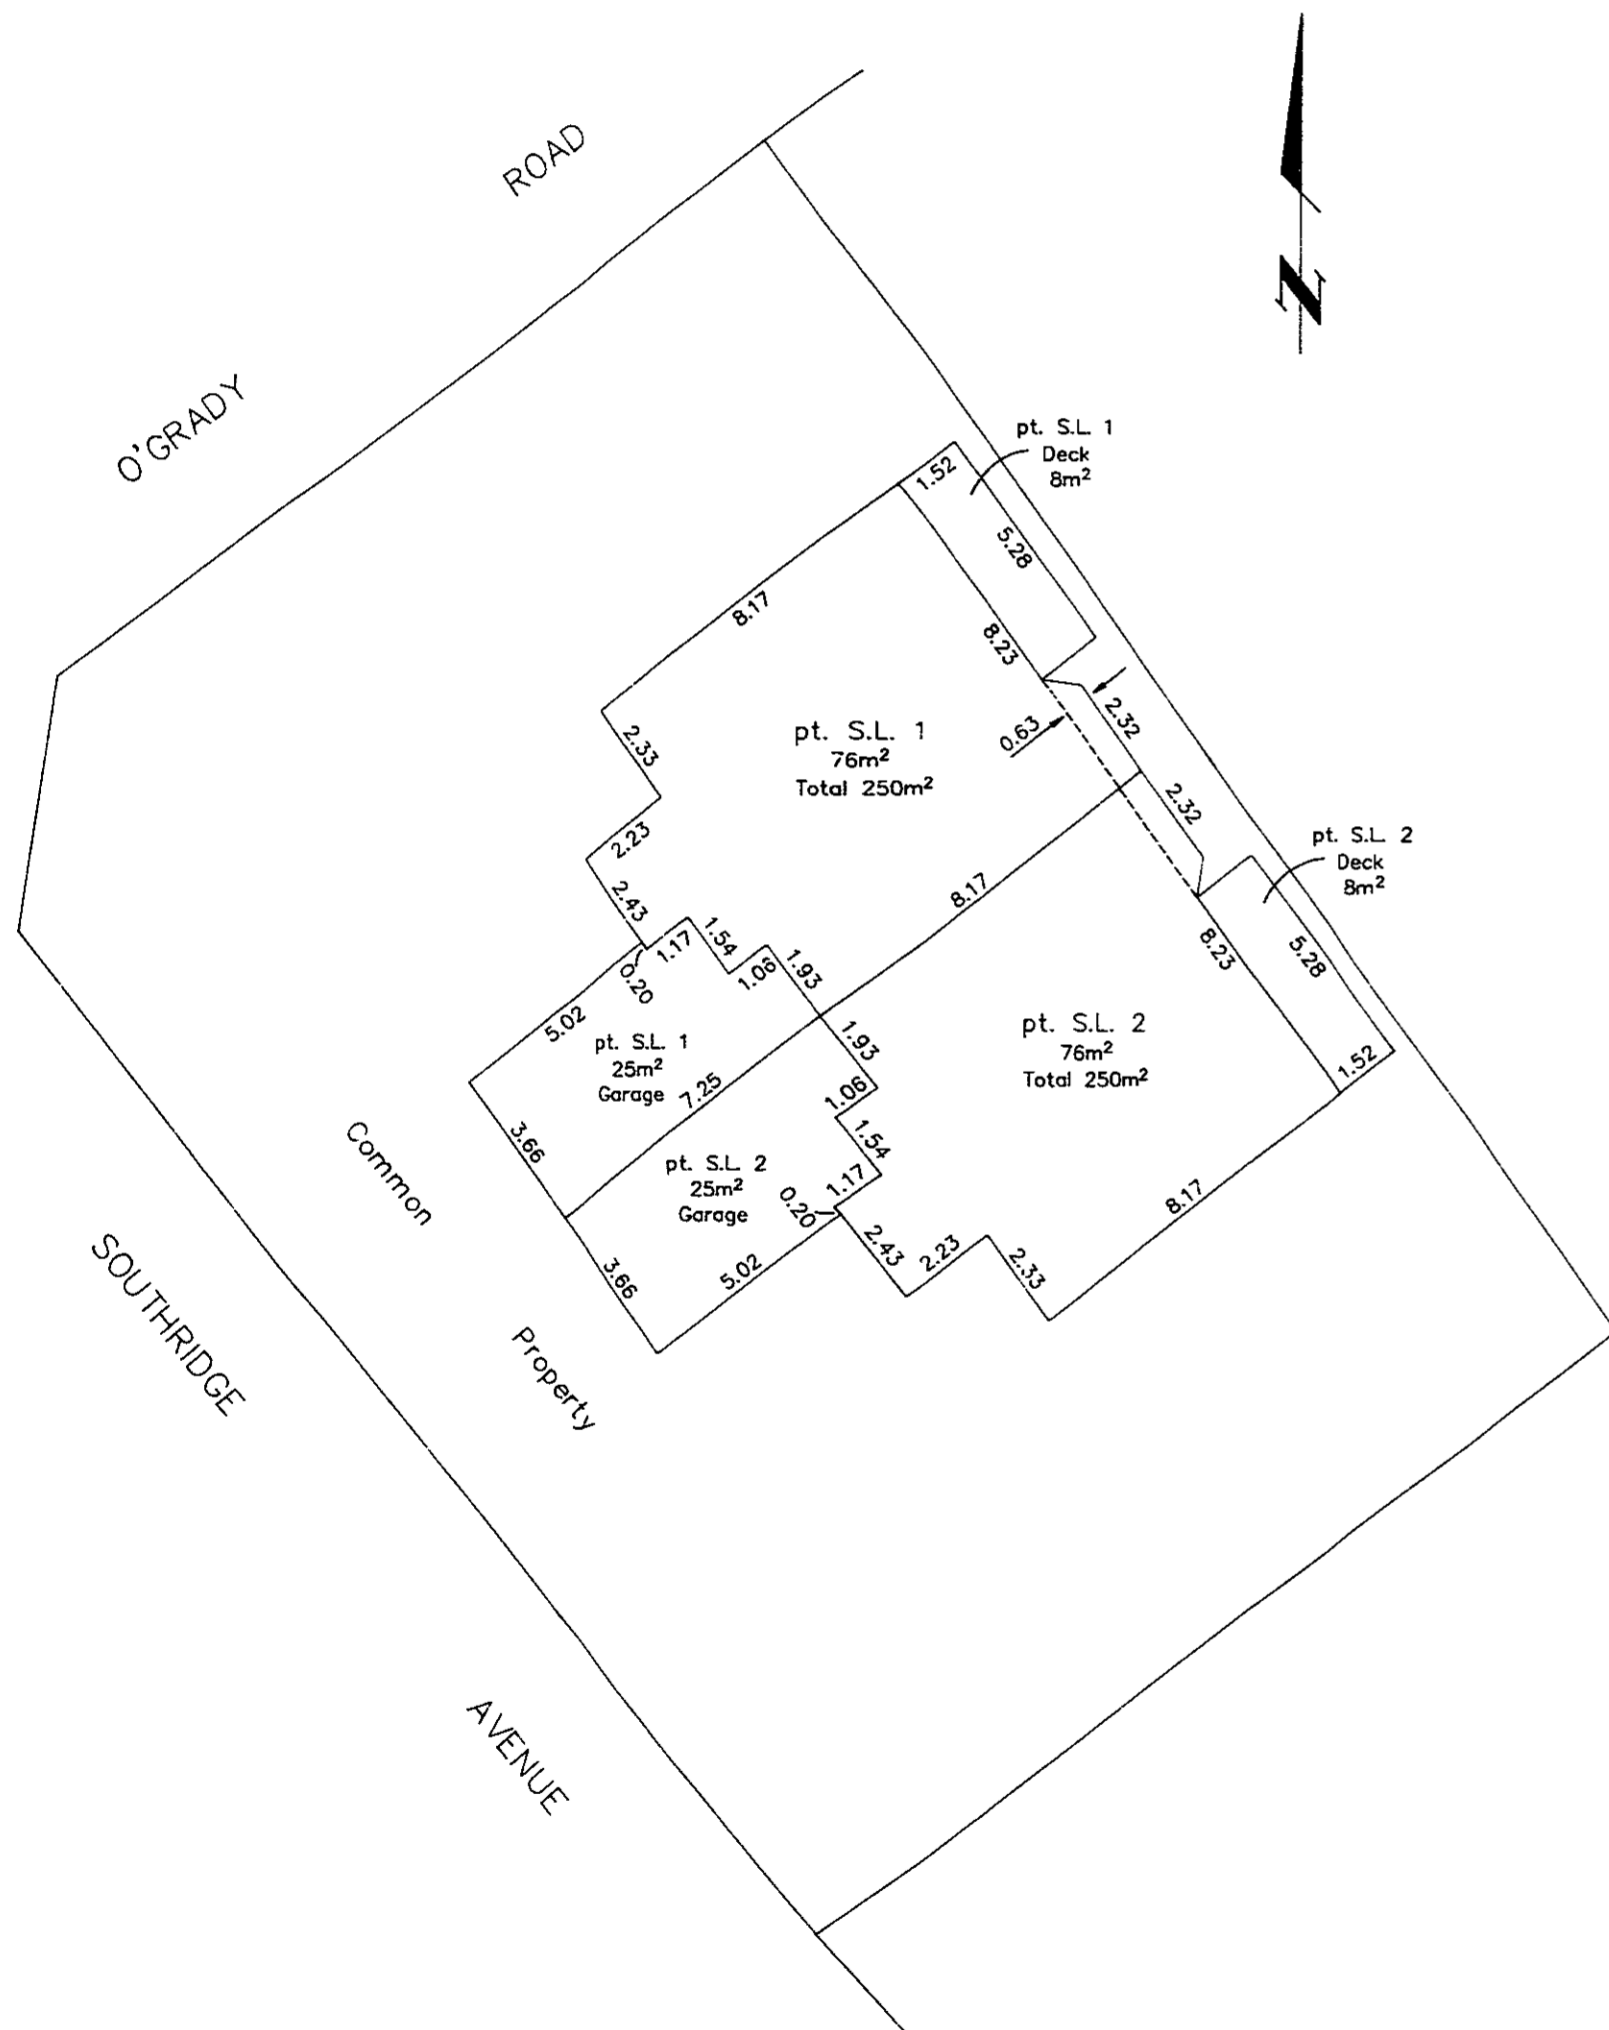 ROAD
O'GRADY
N
pt. S.L. 1
Deck
8m²
1.52
5.28
8.17
8.23
2.33
pt. S.L. 1
76m²
Total 250m²
0.63
2.32
2.32
2.23
2.43
pt. S.L. 2
Deck
8m²
8.17
1.17
1.54
1.06
1.93
0.20
8.23
5.28
5.02
pt. S.L. 1
25m²
Garage
7.25
1.93
pt. S.L. 2
76m²
Total 250m²
1.52
1.06
1.54
3.66
Common
pt. S.L. 2
25m²
Garage
0.20
1.17
8.17
2.43
2.23
2.33
3.66
5.02
Property
SOUTHRIDGE
AVENUE